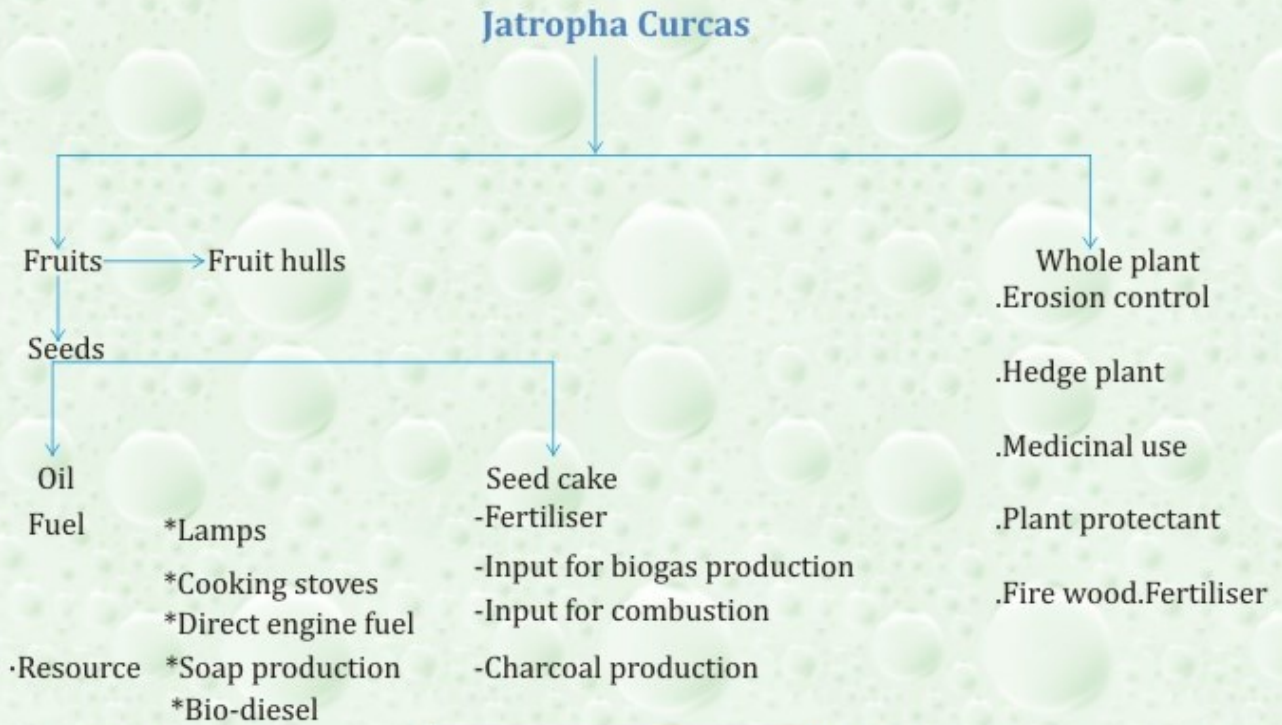 Jatropha Curcas
Fruits
Fruit hulls
Seeds
Oil
Fuel
*Lamps
*Cooking stoves
*Direct engine fuel
·Resource
*Soap production
*Bio-diesel
Seed cake
-Fertiliser
-Input for biogas production
-Input for combustion
-Charcoal production
Whole plant
.Erosion control
.Hedge plant
.Medicinal use
.Plant protectant
.Fire wood.Fertiliser